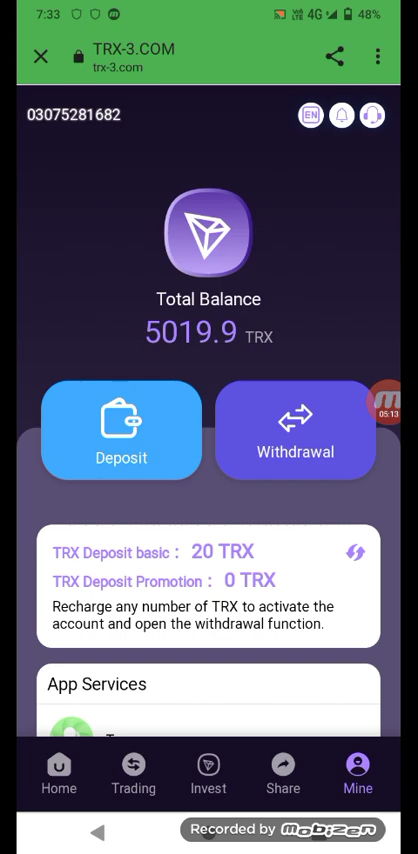 7:33 4G 48%
TRX-3.COM
trx-3.com
03075281682
EN
Total Balance
5019.9 TRX
05:13
Deposit
Withdrawal
TRX Deposit basic : 20 TRX
TRX Deposit Promotion : 0 TRX
Recharge any number of TRX to activate the
account and open the withdrawal function.
App Services
Home
Trading
Invest
Share
Mine
Recorded by mobizen